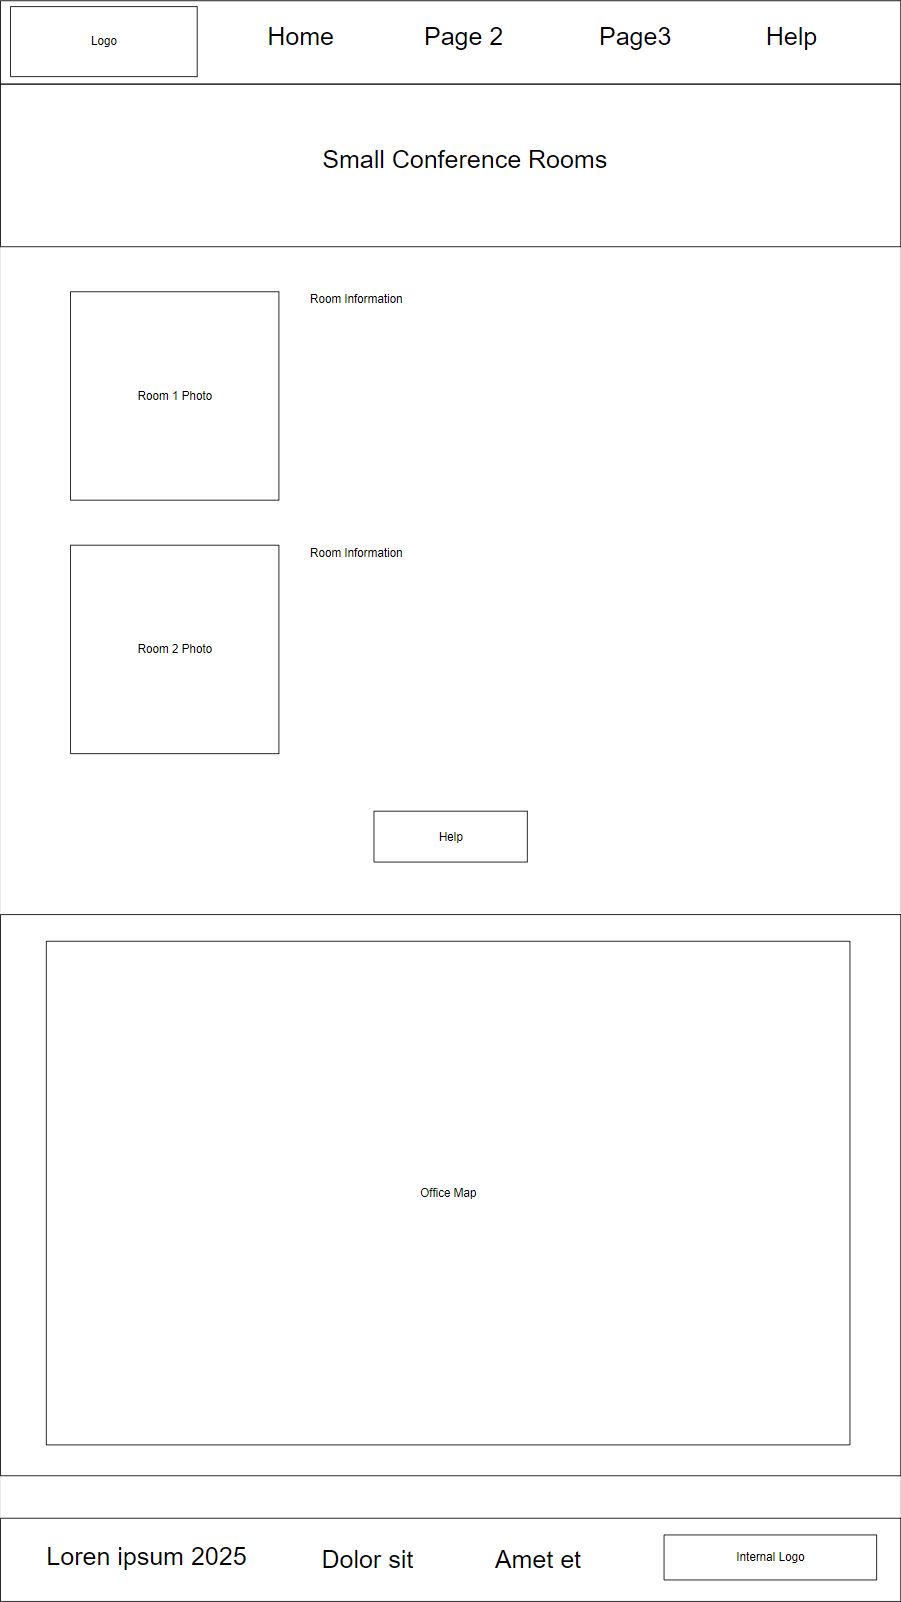 Logo
Home
Page 2
Page3
Help
Small Conference Rooms
Room Information
Room 1 Photo
Room Information
Room 2 Photo
Help
Office Map
Loren ipsum 2025
Dolor sit
Amet et
Internal Logo